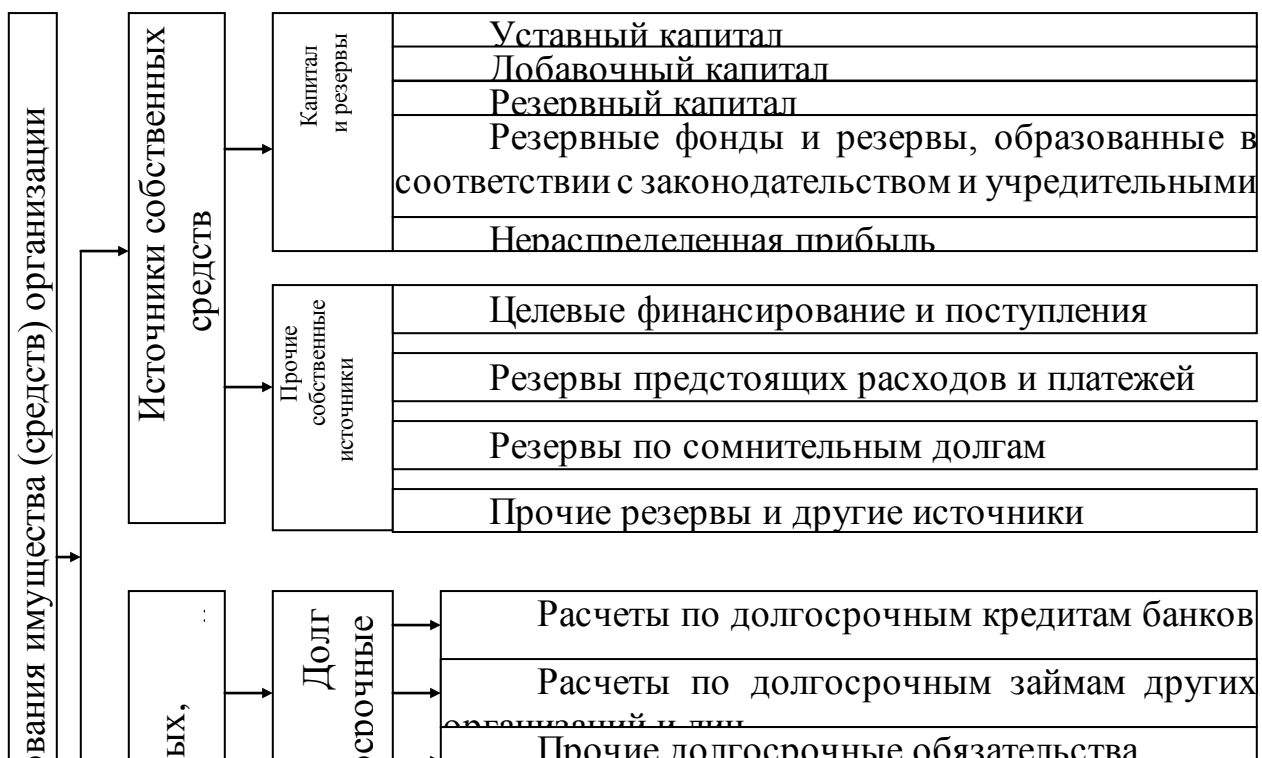 ования имущества (средств) организации
Источники собственных
средств
Капитал
и резервы
Уставный капитал
Добавочный капитал
Резервный капитал
Резервные фонды и резервы, образованные в
соответствии с законодательством и учредительными
Нераспределенная прибыль
Прочие
собственные
источники
Целевые финансирование и поступления
Резервы предстоящих расходов и платежей
Резервы по сомнительным долгам
Прочие резервы и другие источники
ых,
Долг
срочные
Расчеты по долгосрочным кредитам банков
Расчеты по долгосрочным займам других
организаций и лиц
Прочие долгосрочные обязательства